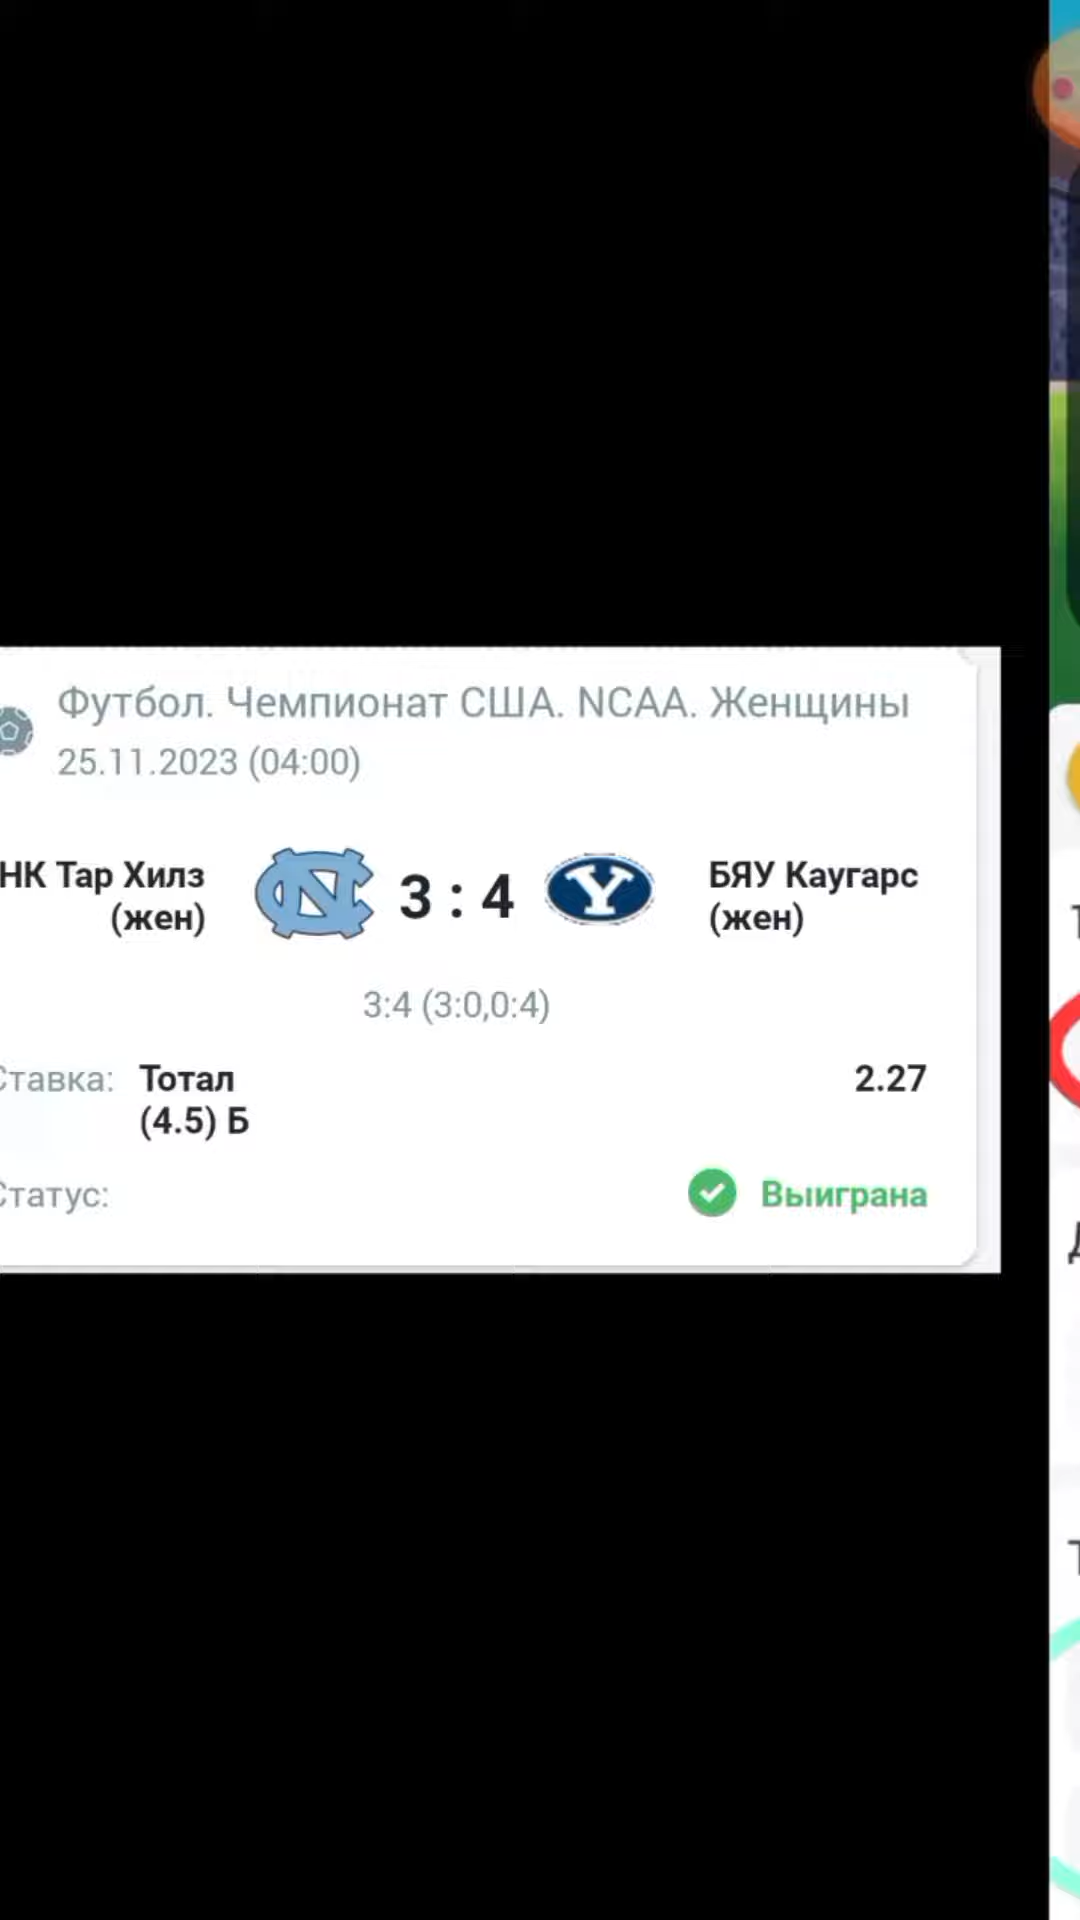 Футбол. Чемпионат США. NCAA. Женщины
25.11.2023 (04:00)
НК Тар Хилз
(жен)
3 : 4
БЯУ Каугарс
(жен)
3:4 (3:0,0:4)
Ставка: Тотал
(4.5) Б
2.27
Статус:
Выиграна